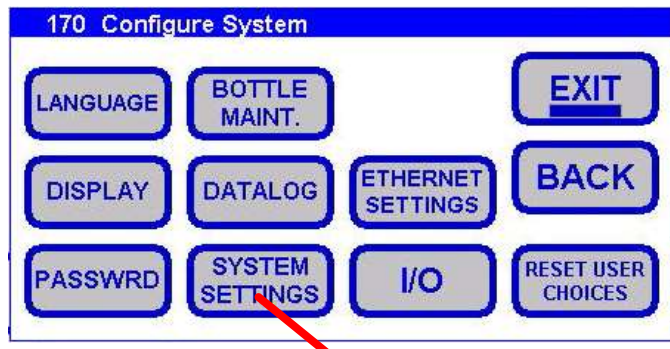 170 Configure System
LANGUAGE
BOTTLE
MAINT.
EXIT
DISPLAY
DATALOG
ETHERNET
SETTINGS
BACK
PASSWRD
SYSTEM
SETTINGS
I/O
RESET USER
CHOICES